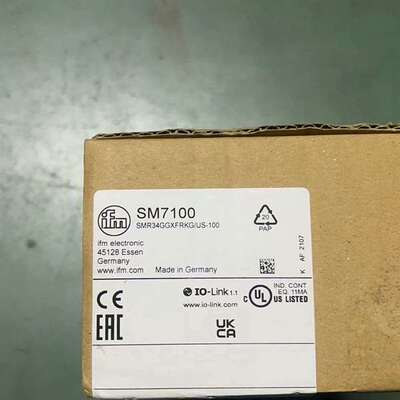 ifm
SM7100
SMR34GGXFRKG/US-100
ifm electronic
45128 Essen
Germany
www.ifm.com
Made in Germany
20
PAP
K AF 2107
CE
IO-Link 1.1
www.io-link.com
C UL US LISTED
IND. CONT
EQ. 11MA
EAC
UK
CA